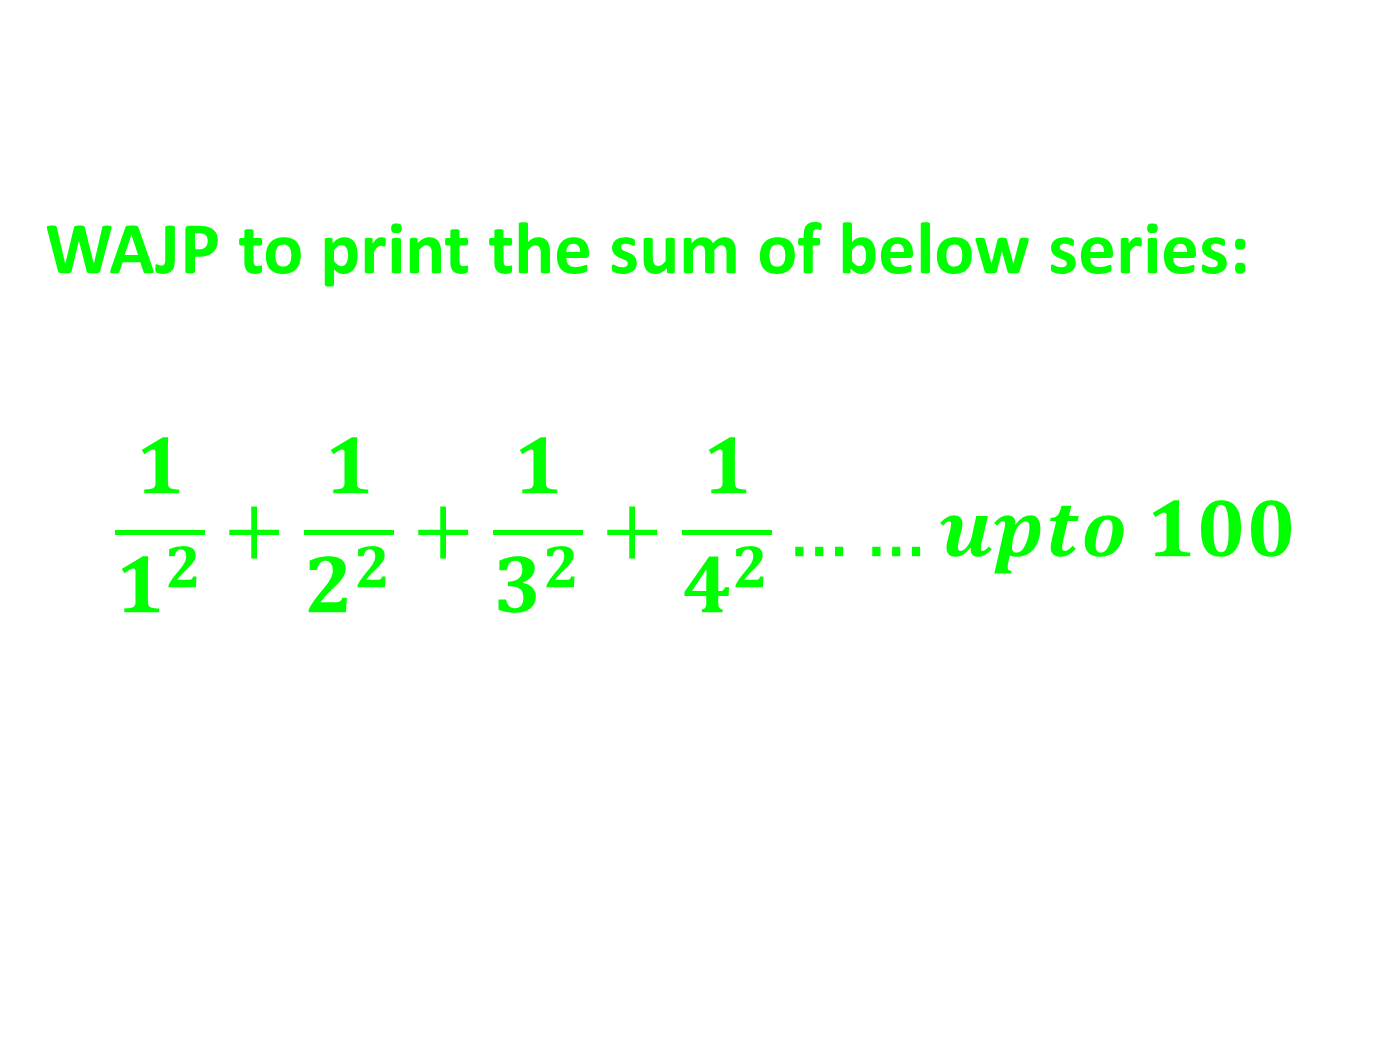 WAJP to print the sum of below series:
1/1² + 1/2² + 1/3² + 1/4² ... ... upto 100